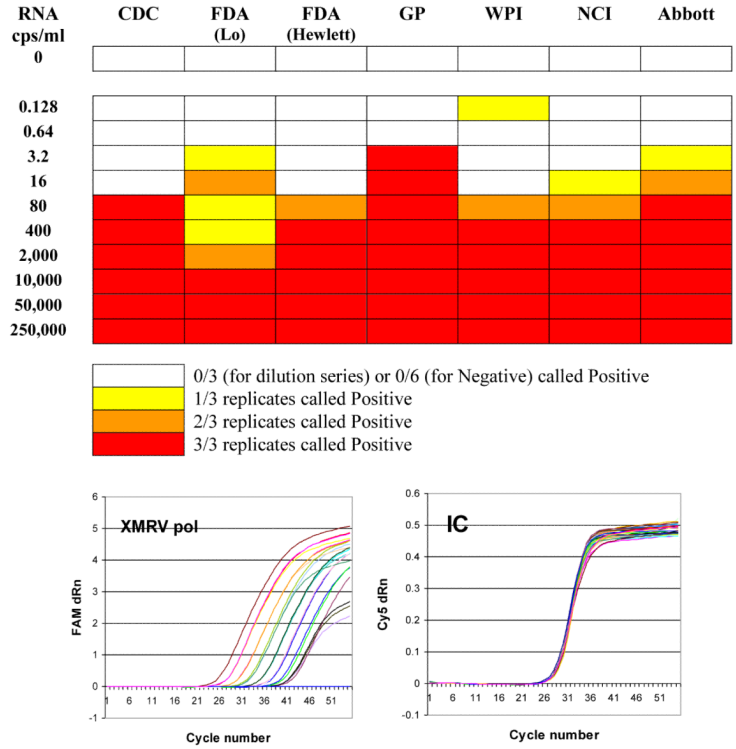 RNA CDC FDA FDA GP WPI NCI Abbott
cps/ml (Lo) (Hewlett)
0
0.128
0.64
3.2
16
80
400
2,000
10,000
50,000
250,000
0/3 (for dilution series) or 0/6 (for Negative) called Positive
1/3 replicates called Positive
2/3 replicates called Positive
3/3 replicates called Positive
XMRV pol
FAM dRn
6
5
4
3
2
1
0
-1
1 6 11 16 21 26 31 36 41 46 51
Cycle number
IC
Cy5 dRn
0.6
0.5
0.4
0.3
0.2
0.1
0
-0.1
1 6 11 16 21 26 31 36 41 46 51
Cycle number